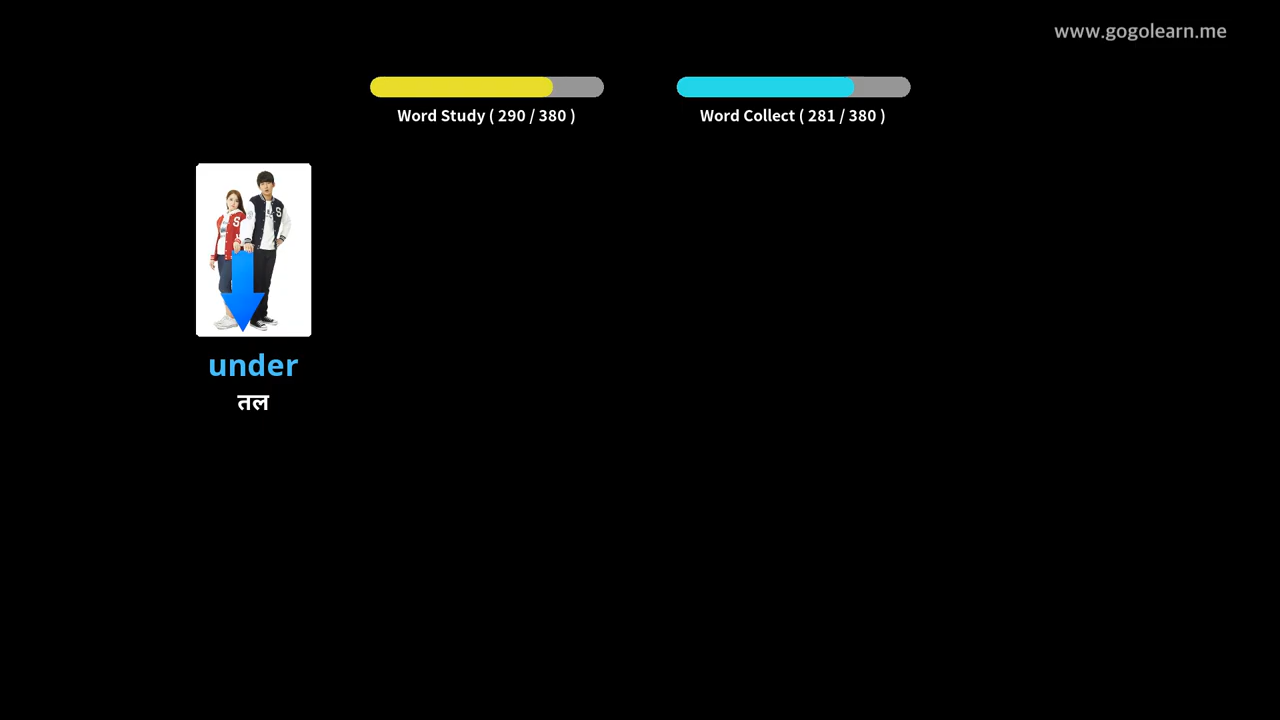 www.gogolearn.me
Word Study ( 290 / 380 )
Word Collect ( 281 / 380 )
S
S
under
तल